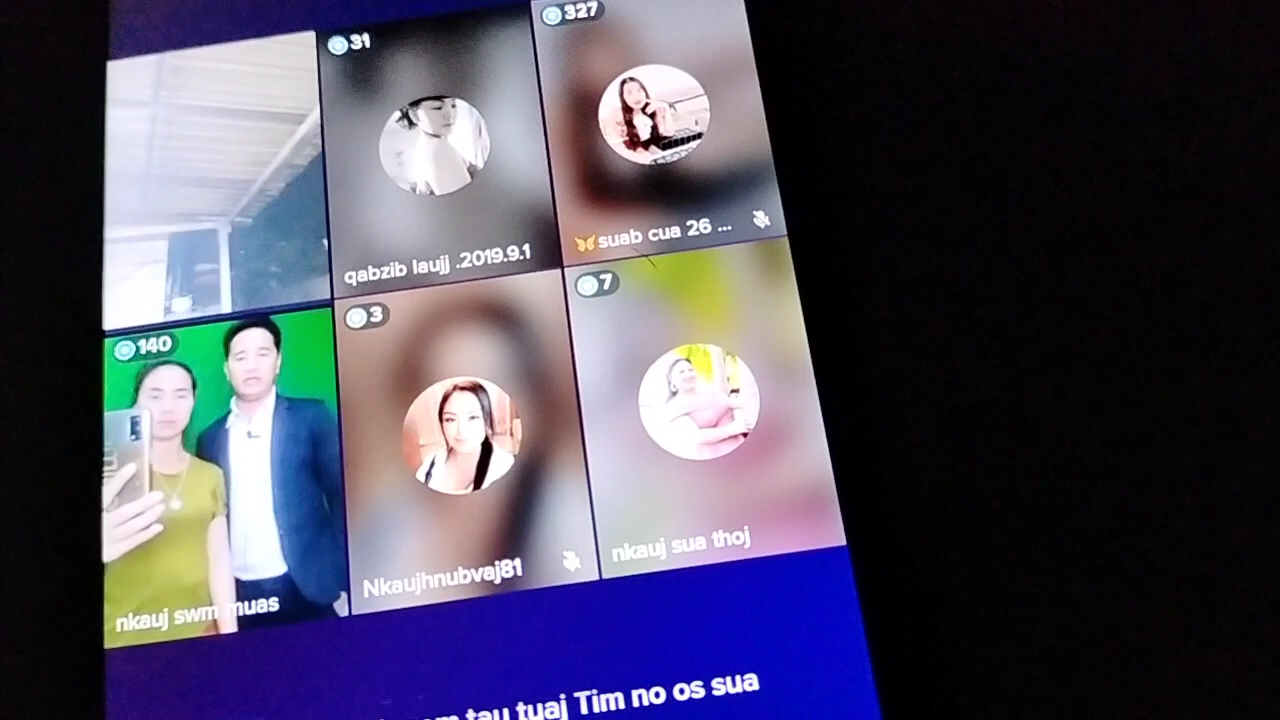 31
327
qabzib laujj .2019.9.1
suab cua 26 ...
140
3
7
nkauj swm muas
Nkaujhnubvaj81
nkauj sua thoj
tau tuaj Tim no os sua